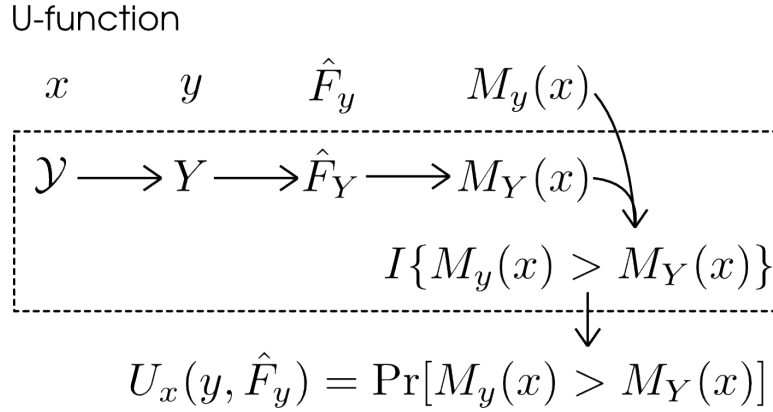 U-function
x y F̂_y M_y(x)
𝒴 → Y → F̂_Y → M_Y(x)
I{M_y(x) > M_Y(x)}
U_x(y, F̂_y) = Pr[M_y(x) > M_Y(x)]